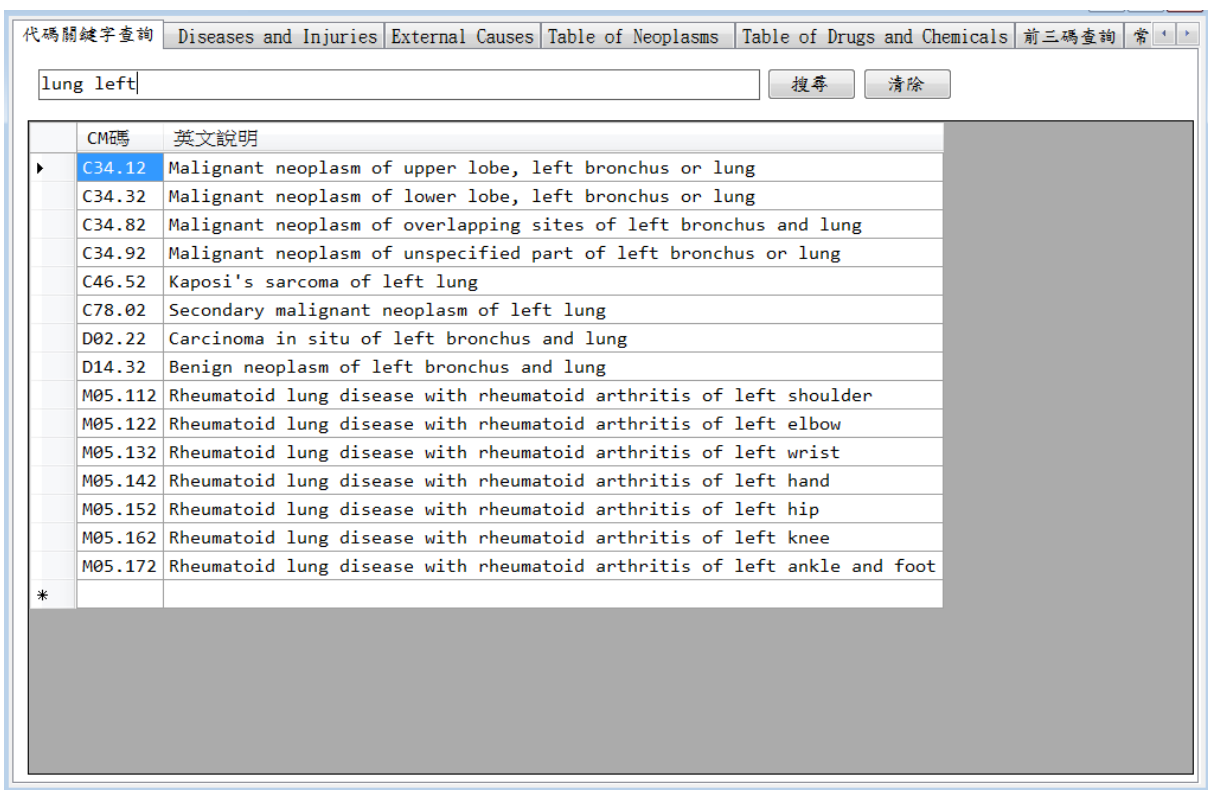 代碼關鍵字查詢 Diseases and Injuries External Causes Table of Neoplasms Table of Drugs and Chemicals 前三碼查詢 常
lung left 搜尋 清除
CM碼 英文說明
C34.12 Malignant neoplasm of upper lobe, left bronchus or lung
C34.32 Malignant neoplasm of lower lobe, left bronchus or lung
C34.82 Malignant neoplasm of overlapping sites of left bronchus and lung
C34.92 Malignant neoplasm of unspecified part of left bronchus or lung
C46.52 Kaposi's sarcoma of left lung
C78.02 Secondary malignant neoplasm of left lung
D02.22 Carcinoma in situ of left bronchus and lung
D14.32 Benign neoplasm of left bronchus and lung
M05.112 Rheumatoid lung disease with rheumatoid arthritis of left shoulder
M05.122 Rheumatoid lung disease with rheumatoid arthritis of left elbow
M05.132 Rheumatoid lung disease with rheumatoid arthritis of left wrist
M05.142 Rheumatoid lung disease with rheumatoid arthritis of left hand
M05.152 Rheumatoid lung disease with rheumatoid arthritis of left hip
M05.162 Rheumatoid lung disease with rheumatoid arthritis of left knee
M05.172 Rheumatoid lung disease with rheumatoid arthritis of left ankle and foot
*